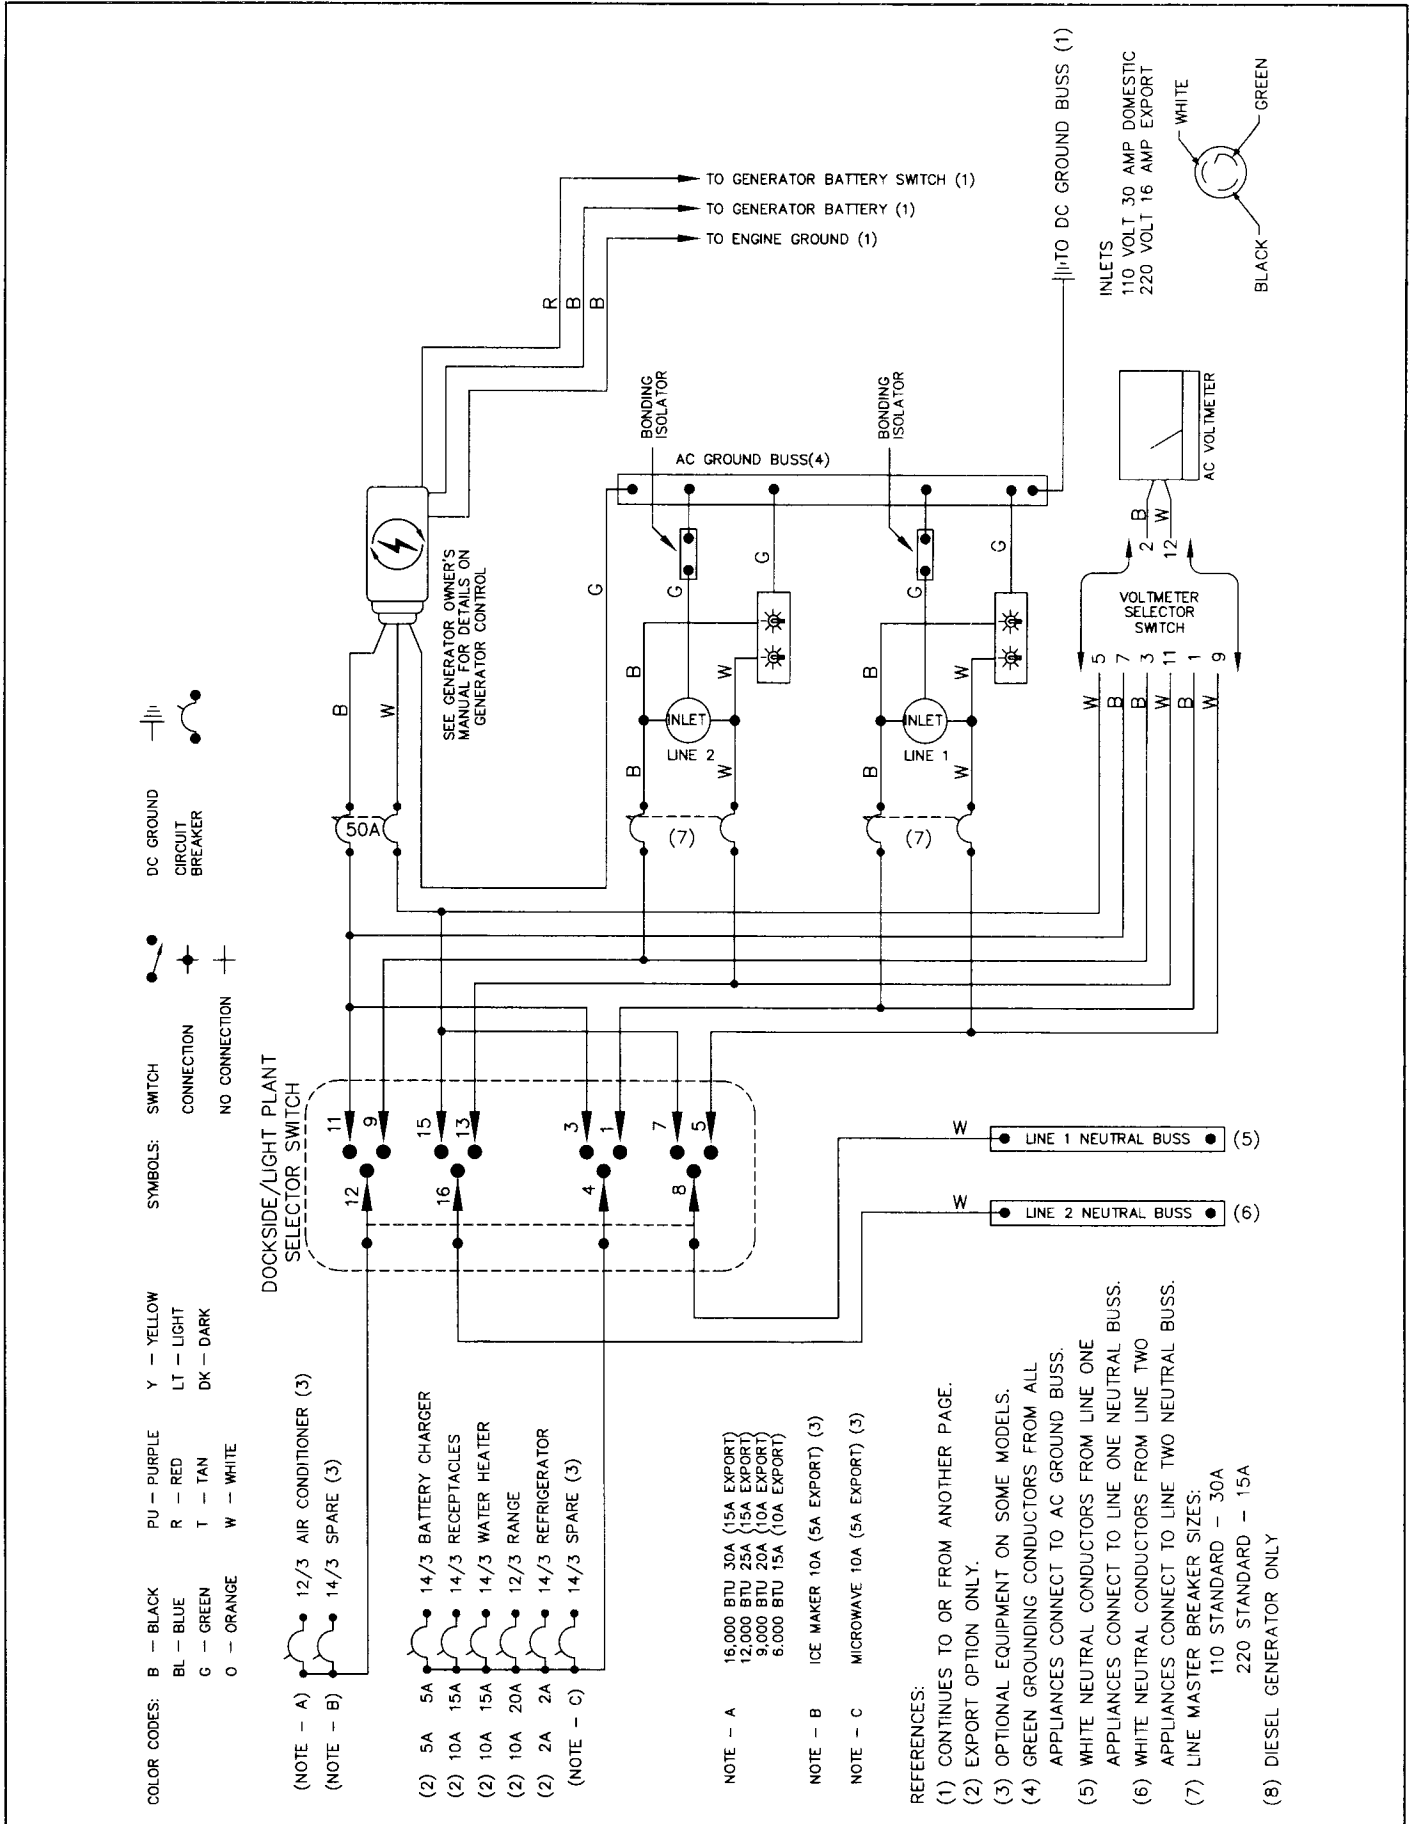 COLOR CODES:
B – BLACK
BL – BLUE
G – GREEN
O – ORANGE
PU – PURPLE
R – RED
T – TAN
W – WHITE
Y – YELLOW
LT – LIGHT
DK – DARK
SYMBOLS:
SWITCH
CONNECTION
NO CONNECTION
DC GROUND
CIRCUIT
BREAKER
(NOTE – A)
12/3 AIR CONDITIONER (3)
(NOTE – B)
14/3 SPARE (3)
(2) 5A 5A 14/3 BATTERY CHARGER
(2) 10A 15A 14/3 RECEPTACLES
(2) 10A 15A 14/3 WATER HEATER
(2) 10A 20A 12/3 RANGE
(2) 2A 2A 14/3 REFRIGERATOR
(NOTE – C) 14/3 SPARE (3)
DOCKSIDE/LIGHT PLANT
SELECTOR SWITCH
11
9
12
15
13
16
3
1
4
7
5
8
50A
B
W
SEE GENERATOR OWNER'S
MANUAL FOR DETAILS ON
GENERATOR CONTROL
R
B
B
TO GENERATOR BATTERY SWITCH (1)
TO GENERATOR BATTERY (1)
TO ENGINE GROUND (1)
G
BONDING
ISOLATOR
AC GROUND BUSS(4)
(7)
B
W
B
W
INLET
LINE 2
G
G
BONDING
ISOLATOR
(7)
B
W
B
W
INLET
LINE 1
G
G
TO DC GROUND BUSS (1)
INLETS
110 VOLT 30 AMP DOMESTIC
220 VOLT 16 AMP EXPORT
BLACK
WHITE
GREEN
W
B
B
W
B
W
5
7
3
11
1
9
VOLTMETER
SELECTOR
SWITCH
2
12
B
W
AC VOLTMETER
W
LINE 1 NEUTRAL BUSS
(5)
W
LINE 2 NEUTRAL BUSS
(6)
NOTE – A
16,000 BTU 30A (15A EXPORT)
12,000 BTU 25A (15A EXPORT)
9,000 BTU 20A (10A EXPORT)
6.000 BTU 15A (10A EXPORT)
NOTE – B ICE MAKER 10A (5A EXPORT) (3)
NOTE – C MICROWAVE 10A (5A EXPORT) (3)
REFERENCES:
(1) CONTINUES TO OR FROM ANOTHER PAGE.
(2) EXPORT OPTION ONLY.
(3) OPTIONAL EQUIPMENT ON SOME MODELS.
(4) GREEN GROUNDING CONDUCTORS FROM ALL
APPLIANCES CONNECT TO AC GROUND BUSS.
(5) WHITE NEUTRAL CONDUCTORS FROM LINE ONE
APPLIANCES CONNECT TO LINE ONE NEUTRAL BUSS.
(6) WHITE NEUTRAL CONDUCTORS FROM LINE TWO
APPLIANCES CONNECT TO LINE TWO NEUTRAL BUSS.
(7) LINE MASTER BREAKER SIZES:
110 STANDARD – 30A
220 STANDARD – 15A
(8) DIESEL GENERATOR ONLY